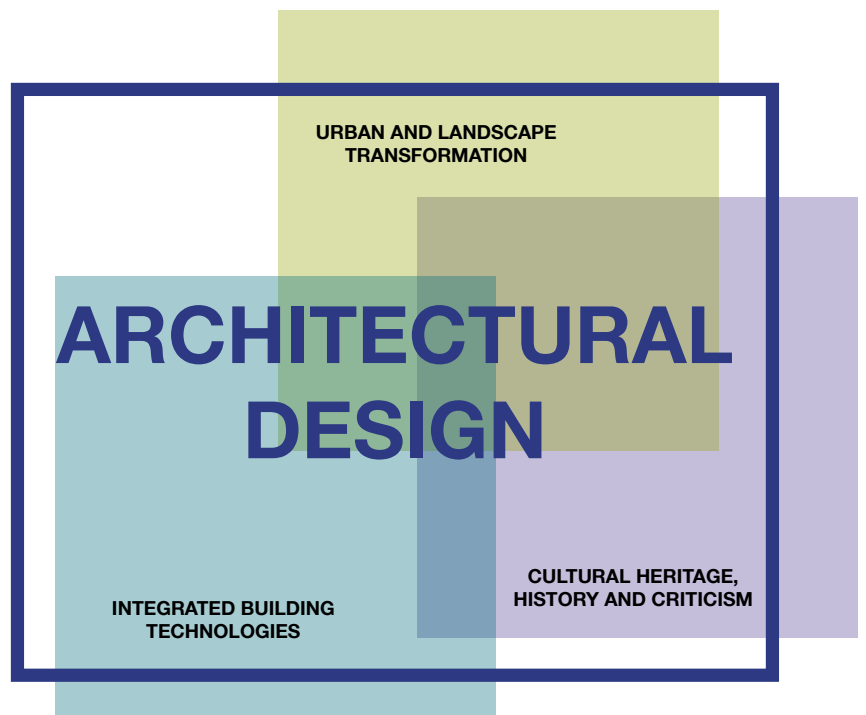 URBAN AND LANDSCAPE
TRANSFORMATION
ARCHITECTURAL
DESIGN
CULTURAL HERITAGE,
HISTORY AND CRITICISM
INTEGRATED BUILDING
TECHNOLOGIES